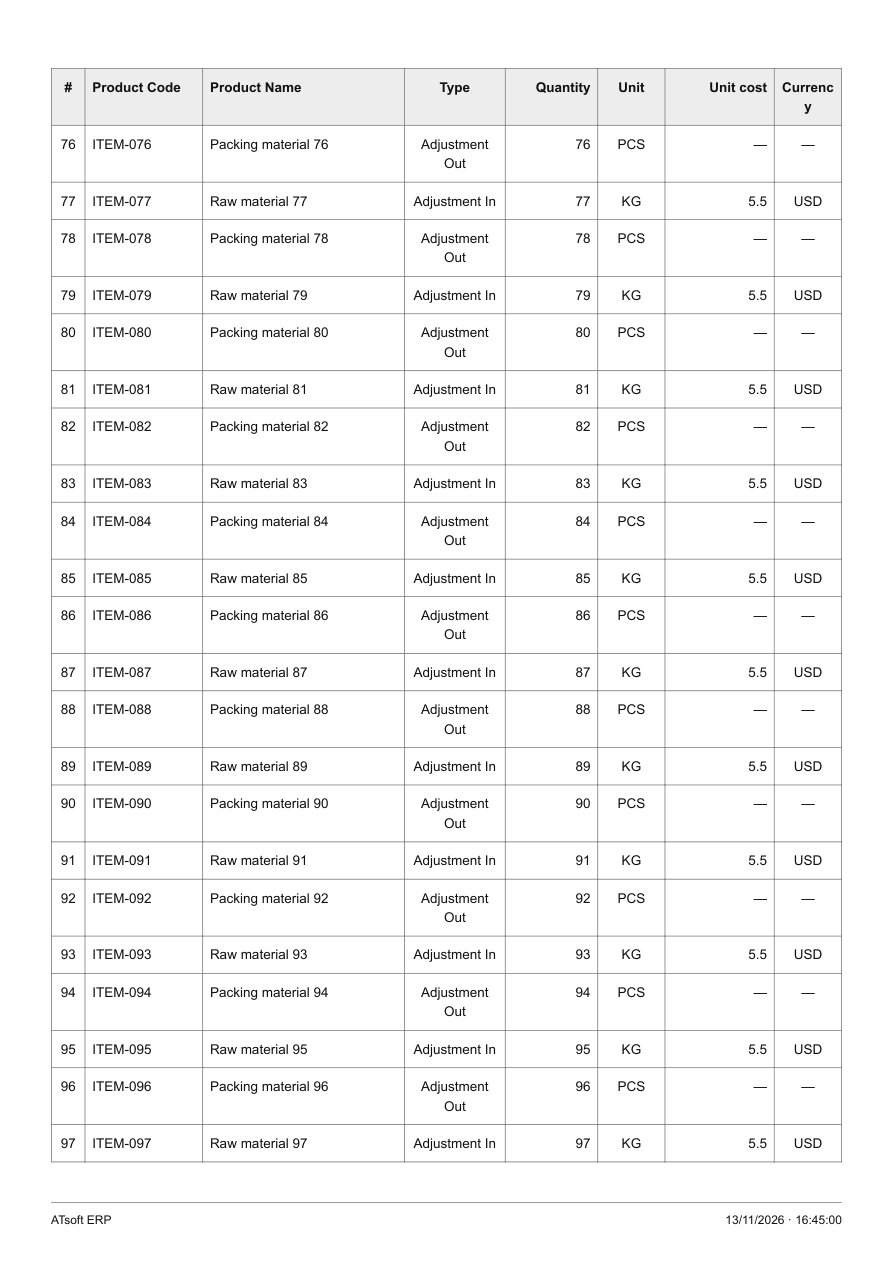 # Product Code Product Name Type Quantity Unit Unit cost Currenc
y
76 ITEM-076 Packing material 76 Adjustment 76 PCS — —
Out
77 ITEM-077 Raw material 77 Adjustment In 77 KG 5.5 USD
78 ITEM-078 Packing material 78 Adjustment 78 PCS — —
Out
79 ITEM-079 Raw material 79 Adjustment In 79 KG 5.5 USD
80 ITEM-080 Packing material 80 Adjustment 80 PCS — —
Out
81 ITEM-081 Raw material 81 Adjustment In 81 KG 5.5 USD
82 ITEM-082 Packing material 82 Adjustment 82 PCS — —
Out
83 ITEM-083 Raw material 83 Adjustment In 83 KG 5.5 USD
84 ITEM-084 Packing material 84 Adjustment 84 PCS — —
Out
85 ITEM-085 Raw material 85 Adjustment In 85 KG 5.5 USD
86 ITEM-086 Packing material 86 Adjustment 86 PCS — —
Out
87 ITEM-087 Raw material 87 Adjustment In 87 KG 5.5 USD
88 ITEM-088 Packing material 88 Adjustment 88 PCS — —
Out
89 ITEM-089 Raw material 89 Adjustment In 89 KG 5.5 USD
90 ITEM-090 Packing material 90 Adjustment 90 PCS — —
Out
91 ITEM-091 Raw material 91 Adjustment In 91 KG 5.5 USD
92 ITEM-092 Packing material 92 Adjustment 92 PCS — —
Out
93 ITEM-093 Raw material 93 Adjustment In 93 KG 5.5 USD
94 ITEM-094 Packing material 94 Adjustment 94 PCS — —
Out
95 ITEM-095 Raw material 95 Adjustment In 95 KG 5.5 USD
96 ITEM-096 Packing material 96 Adjustment 96 PCS — —
Out
97 ITEM-097 Raw material 97 Adjustment In 97 KG 5.5 USD
ATsoft ERP 13/11/2026 · 16:45:00